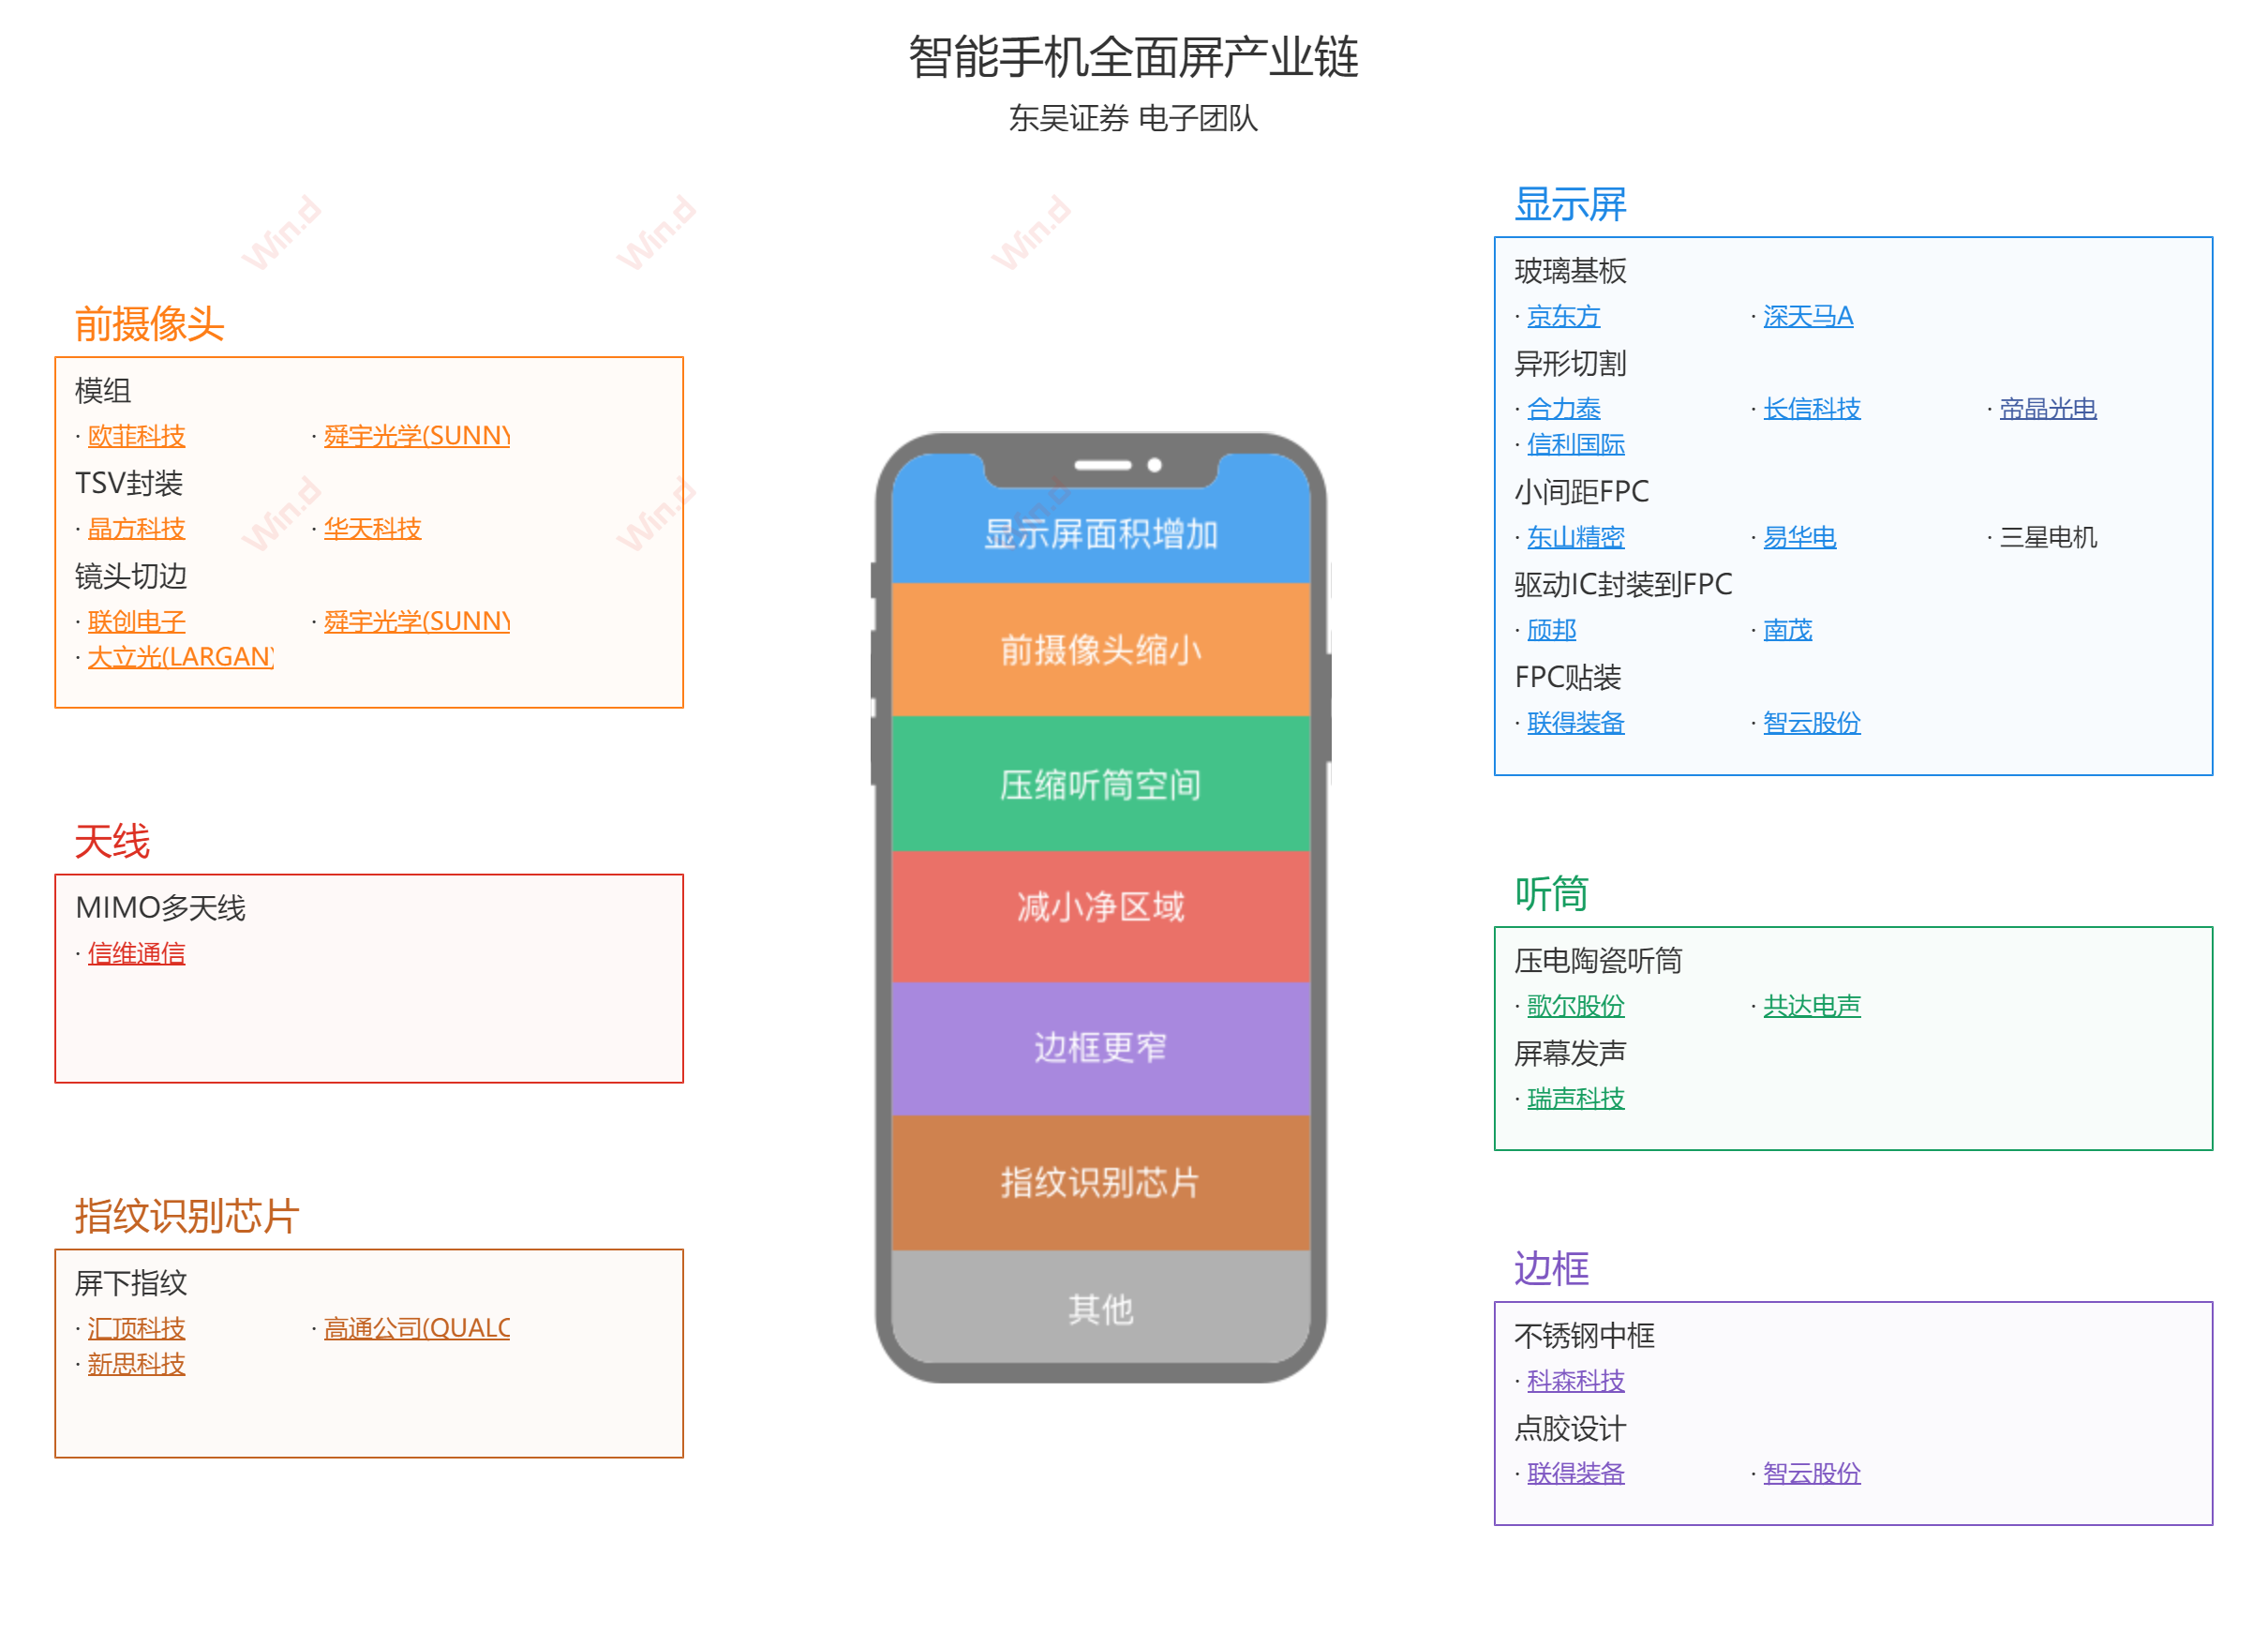 智能手机全面屏产业链
东吴证券 电子团队
Win.d Win.d Win.d
前摄像头
模组
· 欧菲科技 · 舜宇光学(SUNNY
TSV封装
· 晶方科技 · 华天科技
镜头切边
· 联创电子 · 舜宇光学(SUNNY
· 大立光(LARGAN)
Win.d Win.d Win.d
天线
MIMO多天线
· 信维通信
指纹识别芯片
屏下指纹
· 汇顶科技 · 高通公司(QUALC
· 新思科技
显示屏面积增加
前摄像头缩小
压缩听筒空间
减小净区域
边框更窄
指纹识别芯片
其他
显示屏
玻璃基板
· 京东方 · 深天马A
异形切割
· 合力泰 · 长信科技 · 帝晶光电
· 信利国际
小间距FPC
· 东山精密 · 易华电 · 三星电机
驱动IC封装到FPC
· 颀邦 · 南茂
FPC贴装
· 联得装备 · 智云股份
听筒
压电陶瓷听筒
· 歌尔股份 · 共达电声
屏幕发声
· 瑞声科技
边框
不锈钢中框
· 科森科技
点胶设计
· 联得装备 · 智云股份